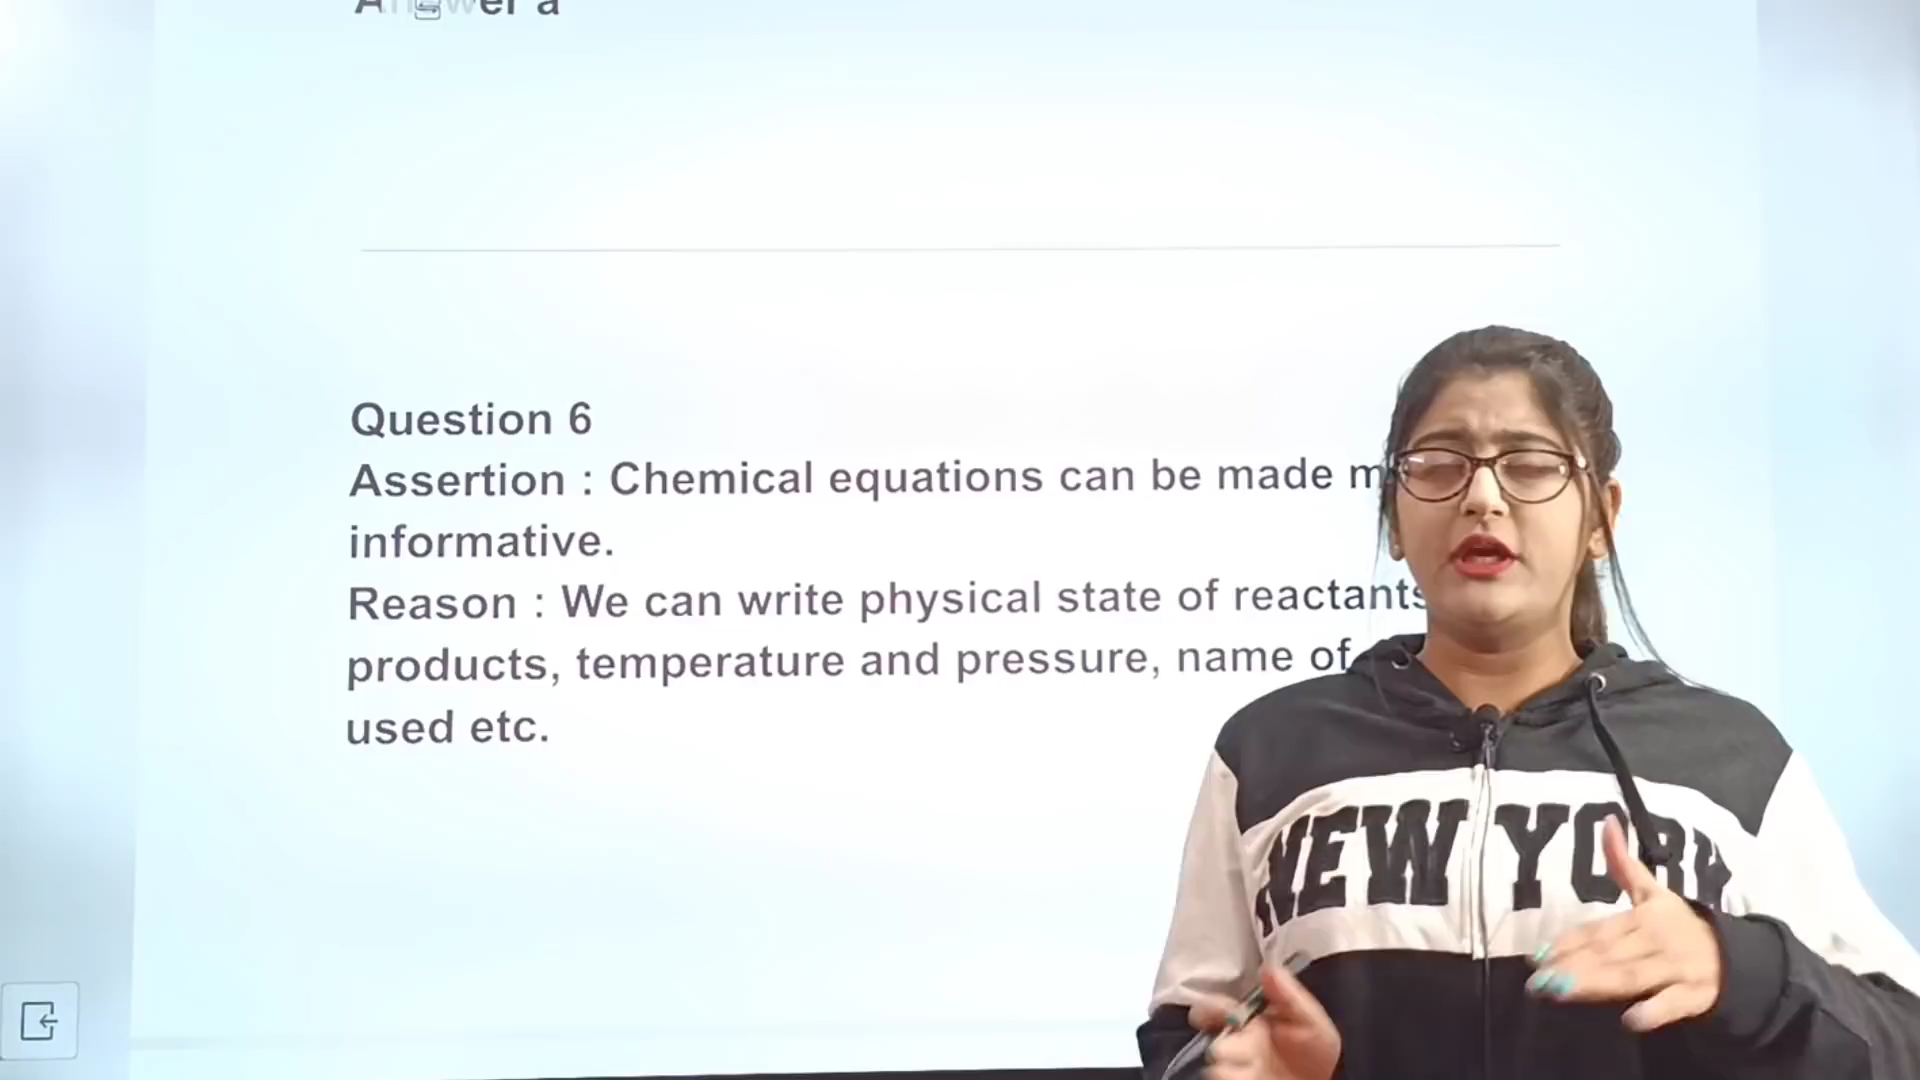 Answer a
Question 6
Assertion : Chemical equations can be made
informative.
Reason : We can write physical state of reactants
products, temperature and pressure, name of
used etc.
NEW YORK